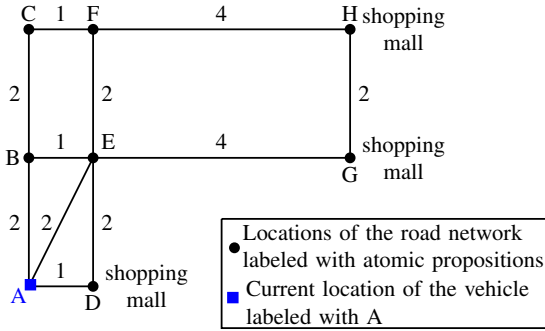 C 1 F 4 H shopping
mall
2 2 2
B 1 E 4 shopping
G mall
2 2 2
1 shopping
A D mall
Locations of the road network
labeled with atomic propositions
Current location of the vehicle
labeled with A